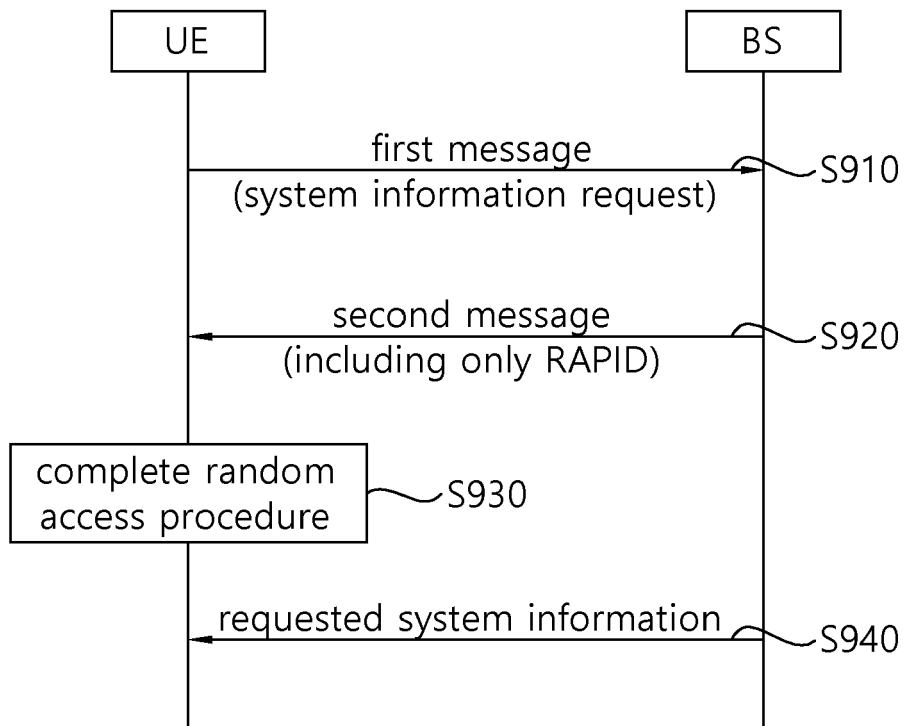 UE
BS
first message
(system information request)
S910
second message
(including only RAPID)
S920
complete random
access procedure
S930
requested system information
S940